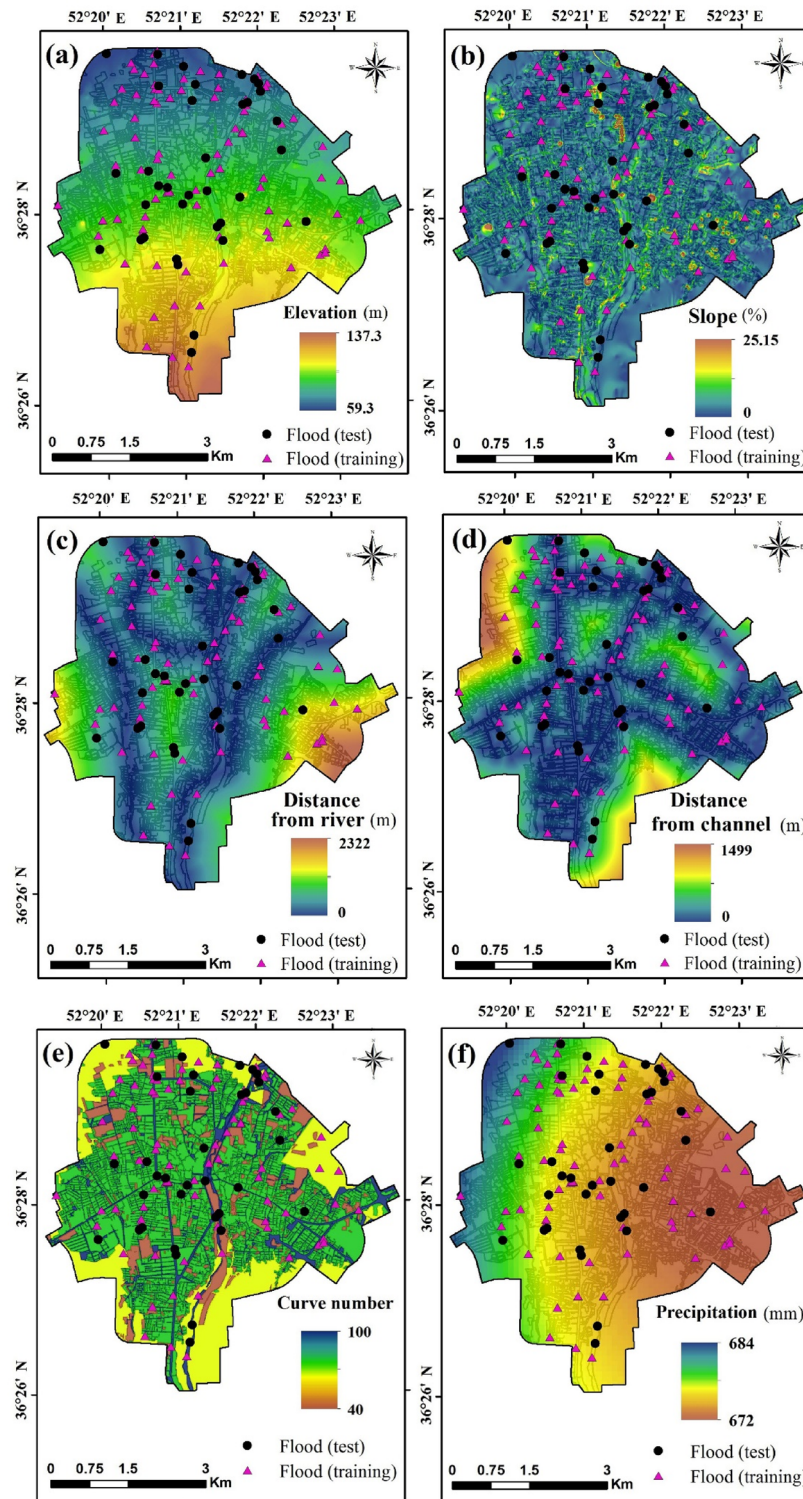 52°20' E 52°21' E 52°22' E 52°23' E
(a)
N
W E
S
36°28' N
36°26' N
Elevation (m)
137.3
59.3
0 0.75 1.5 3
Km
Flood (test)
Flood (training)
52°20' E 52°21' E 52°22' E 52°23' E
(b)
N
W E
S
36°28' N
36°26' N
Slope (%)
25.15
0
0 0.75 1.5 3
Km
Flood (test)
Flood (training)
52°20' E 52°21' E 52°22' E 52°23' E
(c)
N
W E
S
36°28' N
36°26' N
Distance
from river (m)
2322
0
0 0.75 1.5 3
Km
Flood (test)
Flood (training)
52°20' E 52°21' E 52°22' E 52°23' E
(d)
N
W E
S
36°28' N
36°26' N
Distance
from channel (m)
1499
0
0 0.75 1.5 3
Km
Flood (test)
Flood (training)
52°20' E 52°21' E 52°22' E 52°23' E
(e)
N
W E
S
36°28' N
36°26' N
Curve number
100
40
Flood (test)
Flood (training)
0 0.75 1.5 3
Km
52°20' E 52°21' E 52°22' E 52°23' E
(f)
N
W E
S
36°28' N
36°26' N
Precipitation (mm)
684
672
Flood (test)
Flood (training)
0 0.75 1.5 3
Km